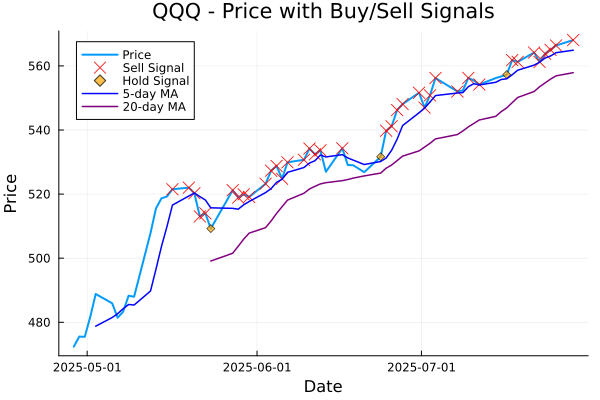 QQQ - Price with Buy/Sell Signals
Price
Sell Signal
Hold Signal
5-day MA
20-day MA
560
540
520
500
480
Price
2025-05-01 2025-06-01 2025-07-01
Date